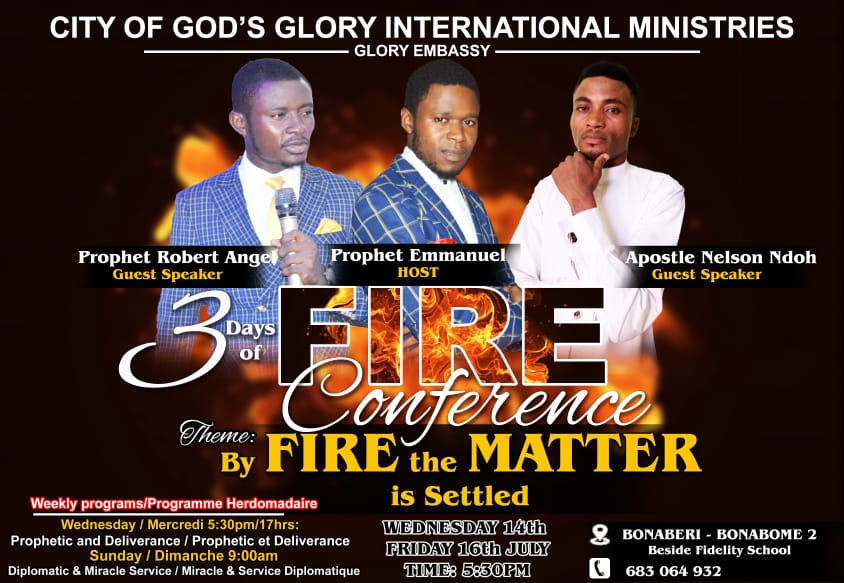 CITY OF GOD'S GLORY INTERNATIONAL MINISTRIES
GLORY EMBASSY
Prophet Robert Ange
Guest Speaker
Prophet Emmanuel
HOST
Apostle Nelson Ndoh
Guest Speaker
3 Days of FIRE
Conference
Theme: By FIRE the MATTER
is Settled
Weekly programs/Programme Herdomadaire
Wednesday / Mercredi 5:30pm/17hrs:
Prophetic and Deliverance / Prophetic et Deliverance
Sunday / Dimanche 9:00am
Diplomatic & Miracle Service / Miracle & Service Diplomatique
WEDNESDAY 14th
FRIDAY 16th JULY
TIME: 5:30PM
BONABERI - BONABOME 2
Beside Fidelity School
683 064 932